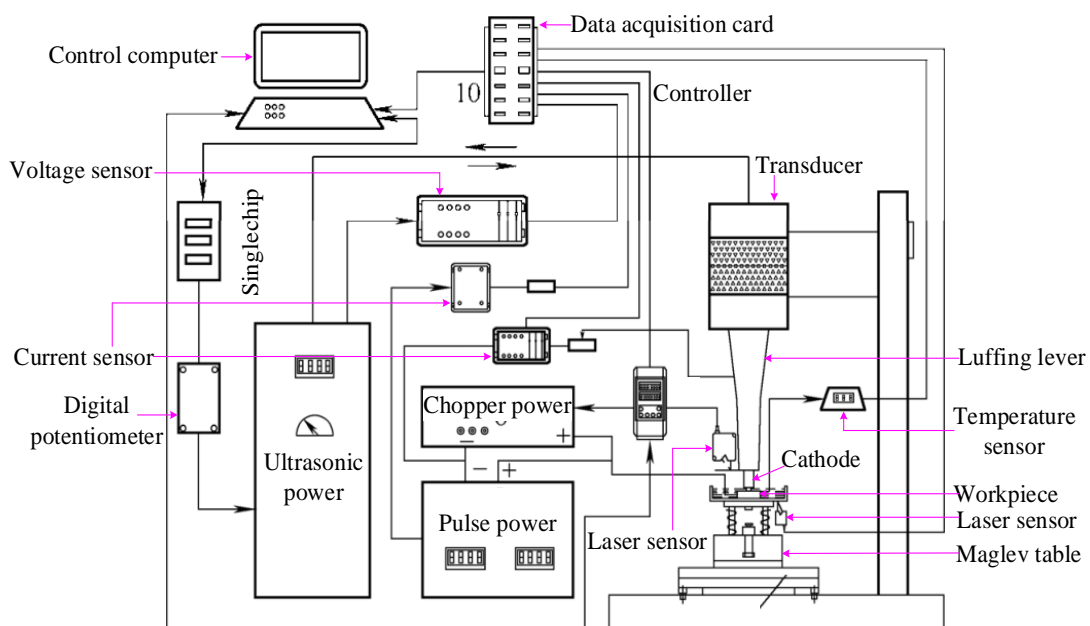 Data acquisition card
Control computer
10
Controller
Voltage sensor
Transducer
Singlechip
Current sensor
Luffing lever
Digital
potentiometer
Chopper power
Temperature
sensor
− +
− +
Ultrasonic
power
Cathode
Workpiece
Pulse power
Laser sensor
Laser sensor
Maglev table